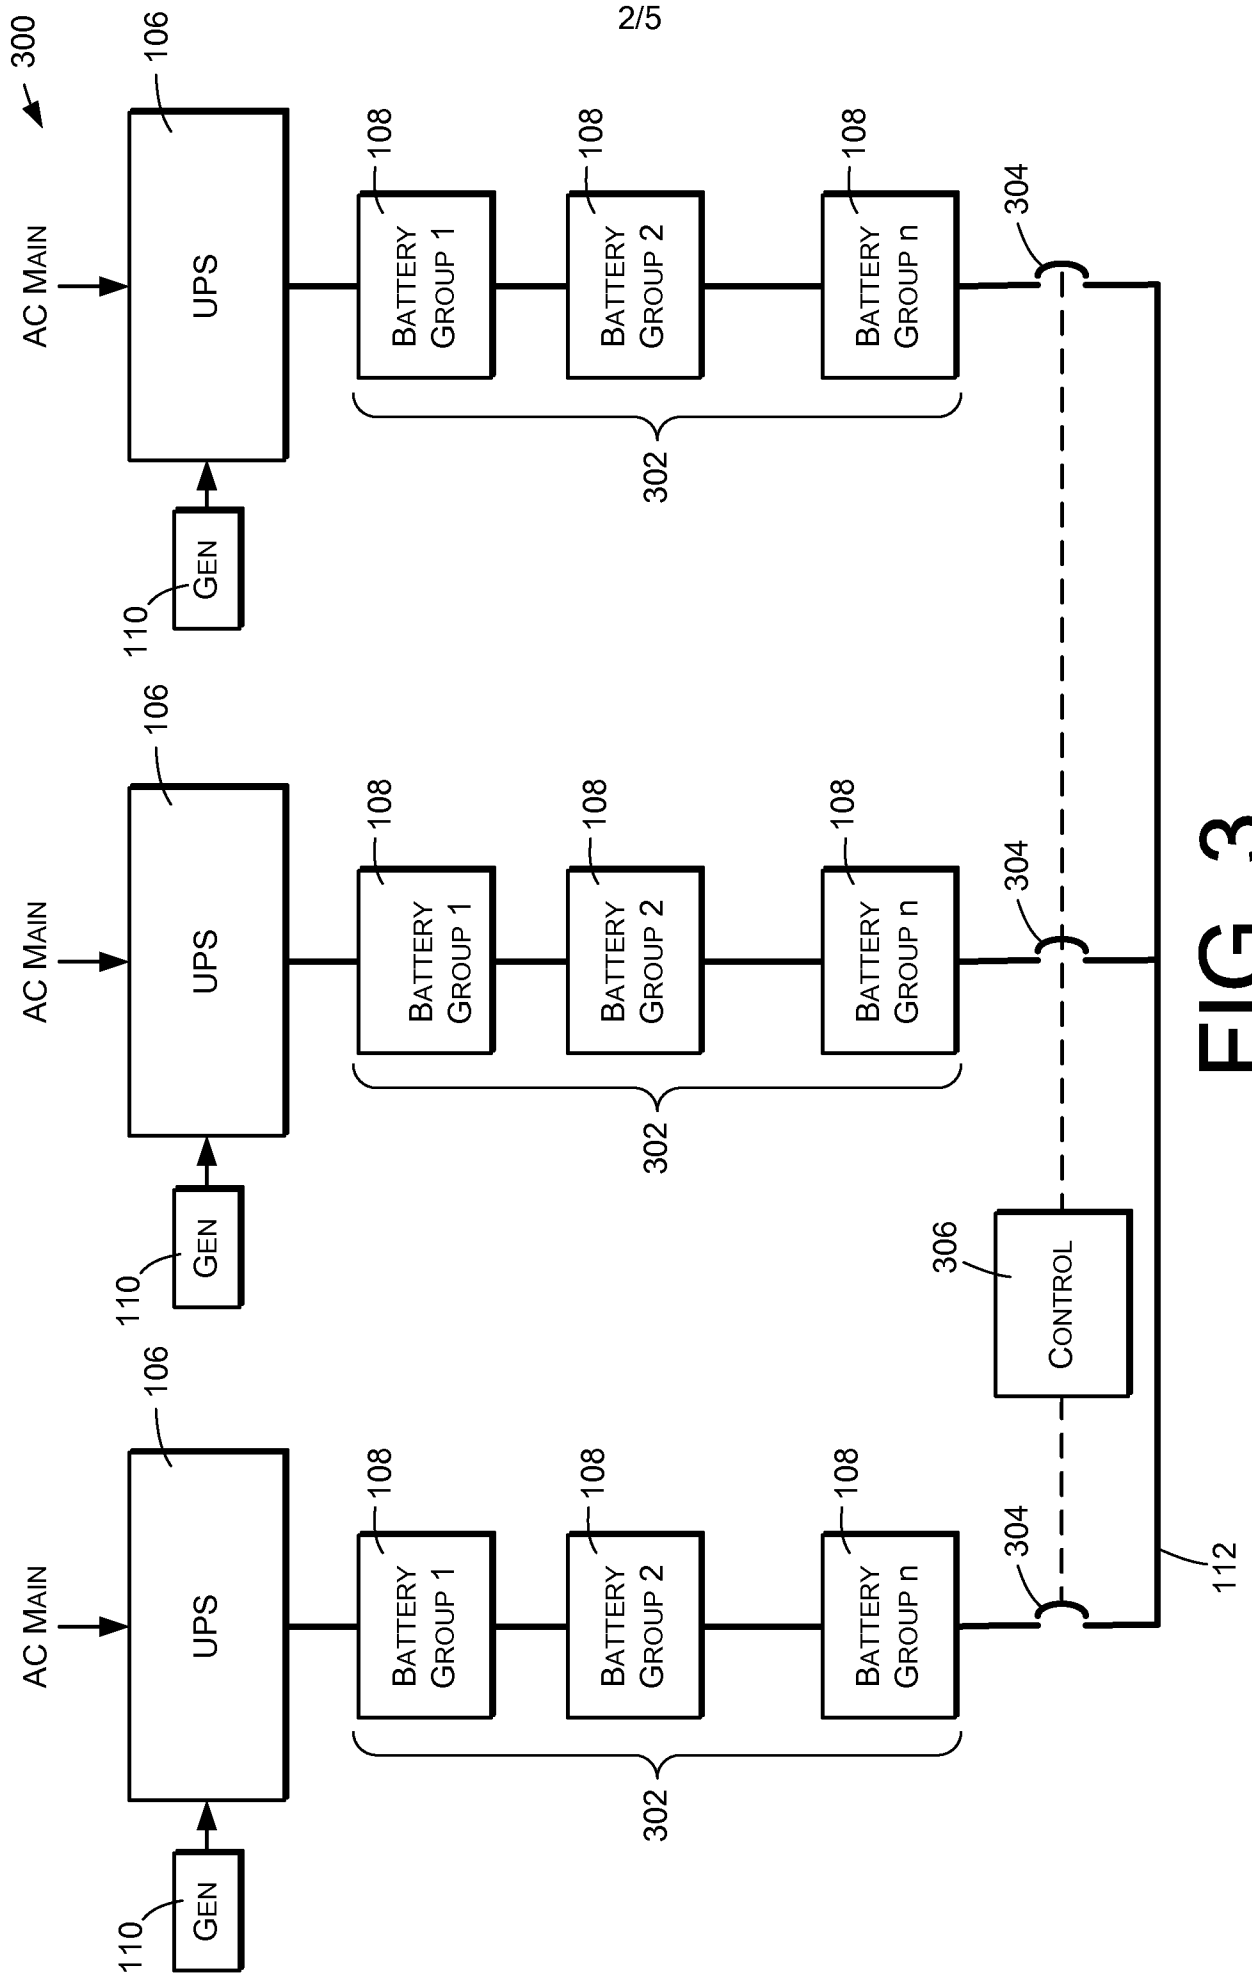 2/5
300
AC MAIN
AC MAIN
AC MAIN
106
106
106
UPS
UPS
UPS
110
GEN
110
GEN
110
GEN
108
108
108
BATTERY
GROUP 1
BATTERY
GROUP 1
BATTERY
GROUP 1
108
108
108
BATTERY
GROUP 2
BATTERY
GROUP 2
BATTERY
GROUP 2
302
302
302
108
108
108
BATTERY
GROUP n
BATTERY
GROUP n
BATTERY
GROUP n
304
306
304
304
CONTROL
112
FIG. 3